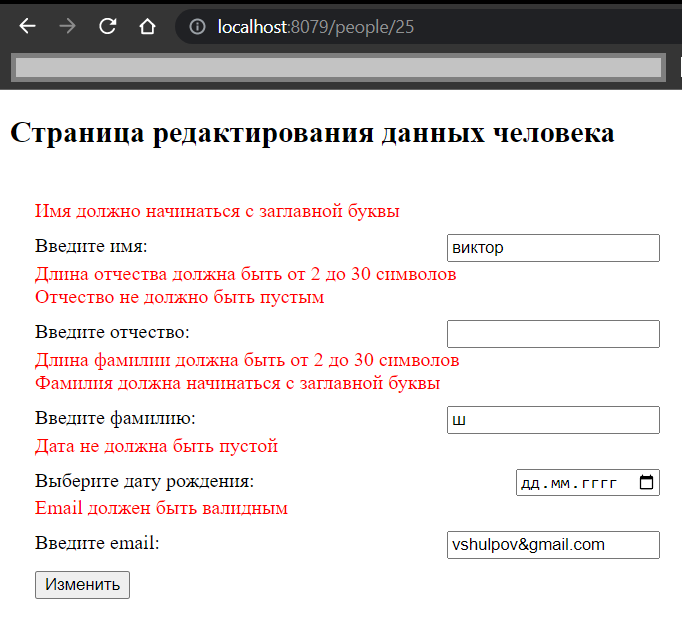 localhost:8079/people/25
Страница редактирования данных человека
Имя должно начинаться с заглавной буквы
Введите имя: виктор
Длина отчества должна быть от 2 до 30 символов
Отчество не должно быть пустым
Введите отчество:
Длина фамилии должна быть от 2 до 30 символов
Фамилия должна начинаться с заглавной буквы
Введите фамилию: ш
Дата не должна быть пустой
Выберите дату рождения: дд.мм.гггг
Email должен быть валидным
Введите email: vshulpov&gmail.com
Изменить